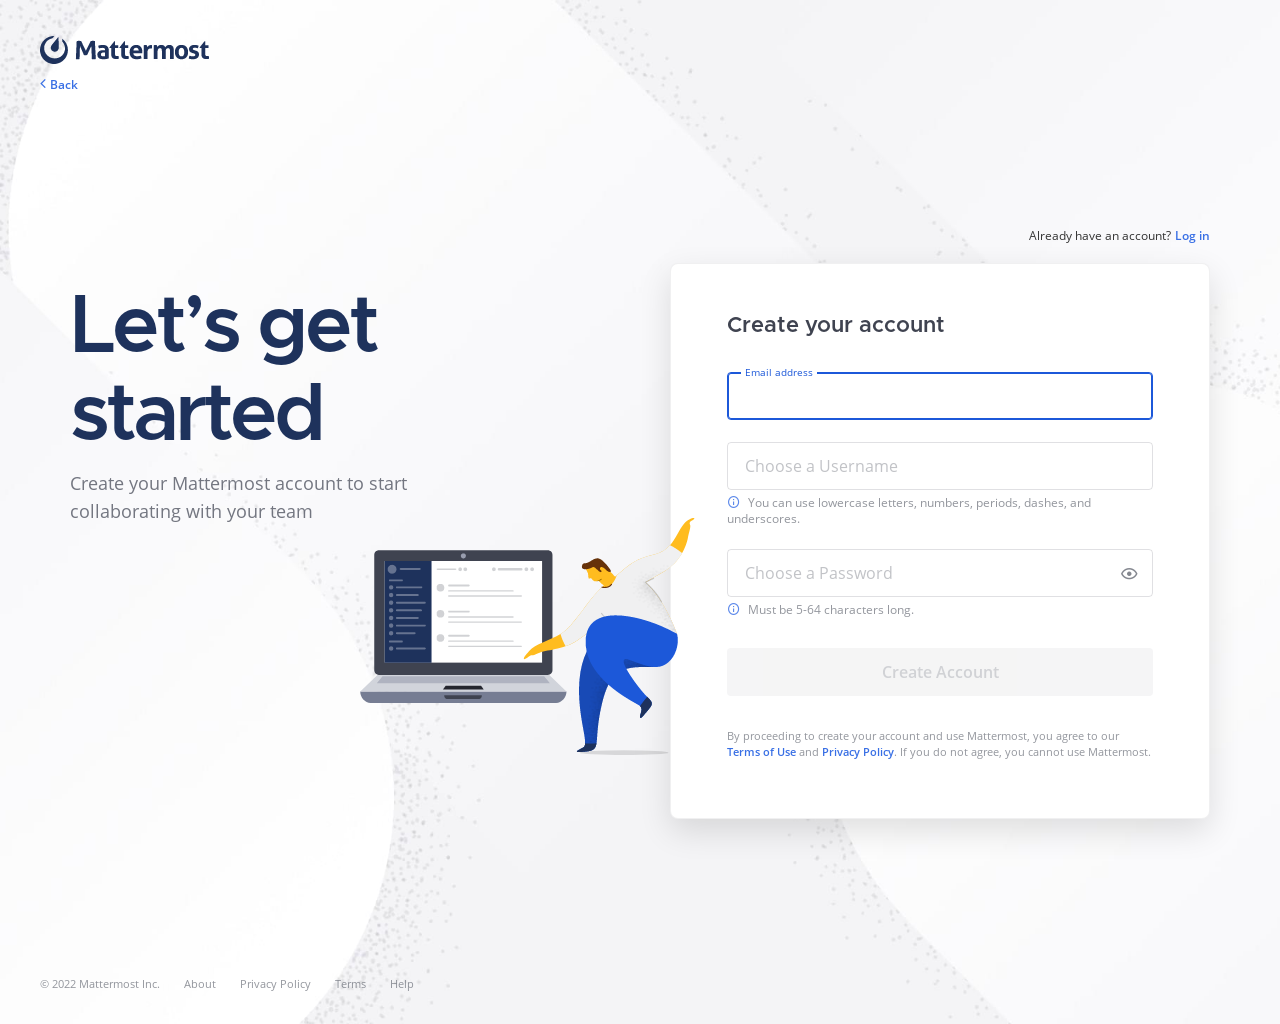 Mattermost
Back
Already have an account? Log in
Let’s get
started
Create your Mattermost account to start
collaborating with your team
Create your account
Email address
Choose a Username
You can use lowercase letters, numbers, periods, dashes, and
underscores.
Choose a Password
Must be 5-64 characters long.
Create Account
By proceeding to create your account and use Mattermost, you agree to our
Terms of Use and Privacy Policy. If you do not agree, you cannot use Mattermost.
© 2022 Mattermost Inc. About Privacy Policy Terms Help